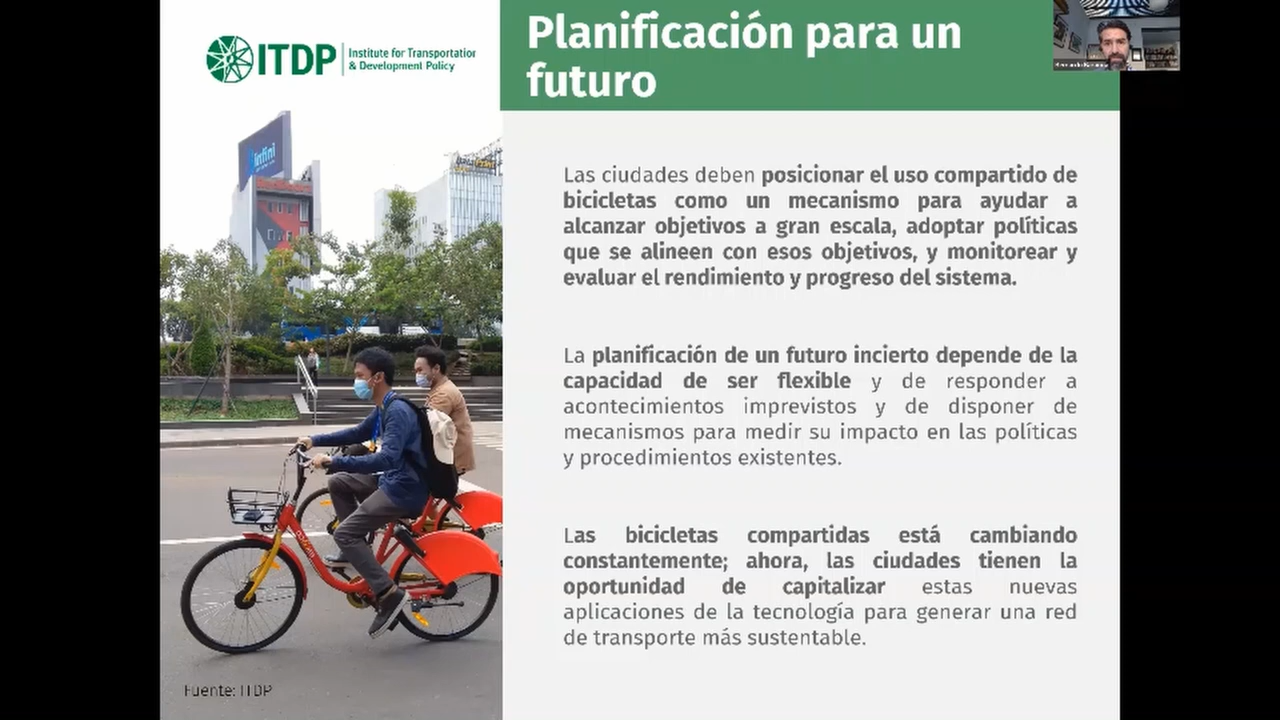 ITDP
Institute for Transportation
& Development Policy
Planificación para un
futuro
infini
Las ciudades deben posicionar el uso compartido de
bicicletas como un mecanismo para ayudar a
alcanzar objetivos a gran escala, adoptar políticas
que se alineen con esos objetivos, y monitorear y
evaluar el rendimiento y progreso del sistema.
La planificación de un futuro incierto depende de la
capacidad de ser flexible y de responder a
acontecimientos imprevistos y de disponer de
mecanismos para medir su impacto en las políticas
y procedimientos existentes.
Las bicicletas compartidas está cambiando
constantemente; ahora, las ciudades tienen la
oportunidad de capitalizar estas nuevas
aplicaciones de la tecnología para generar una red
de transporte más sustentable.
Fuente: ITDP